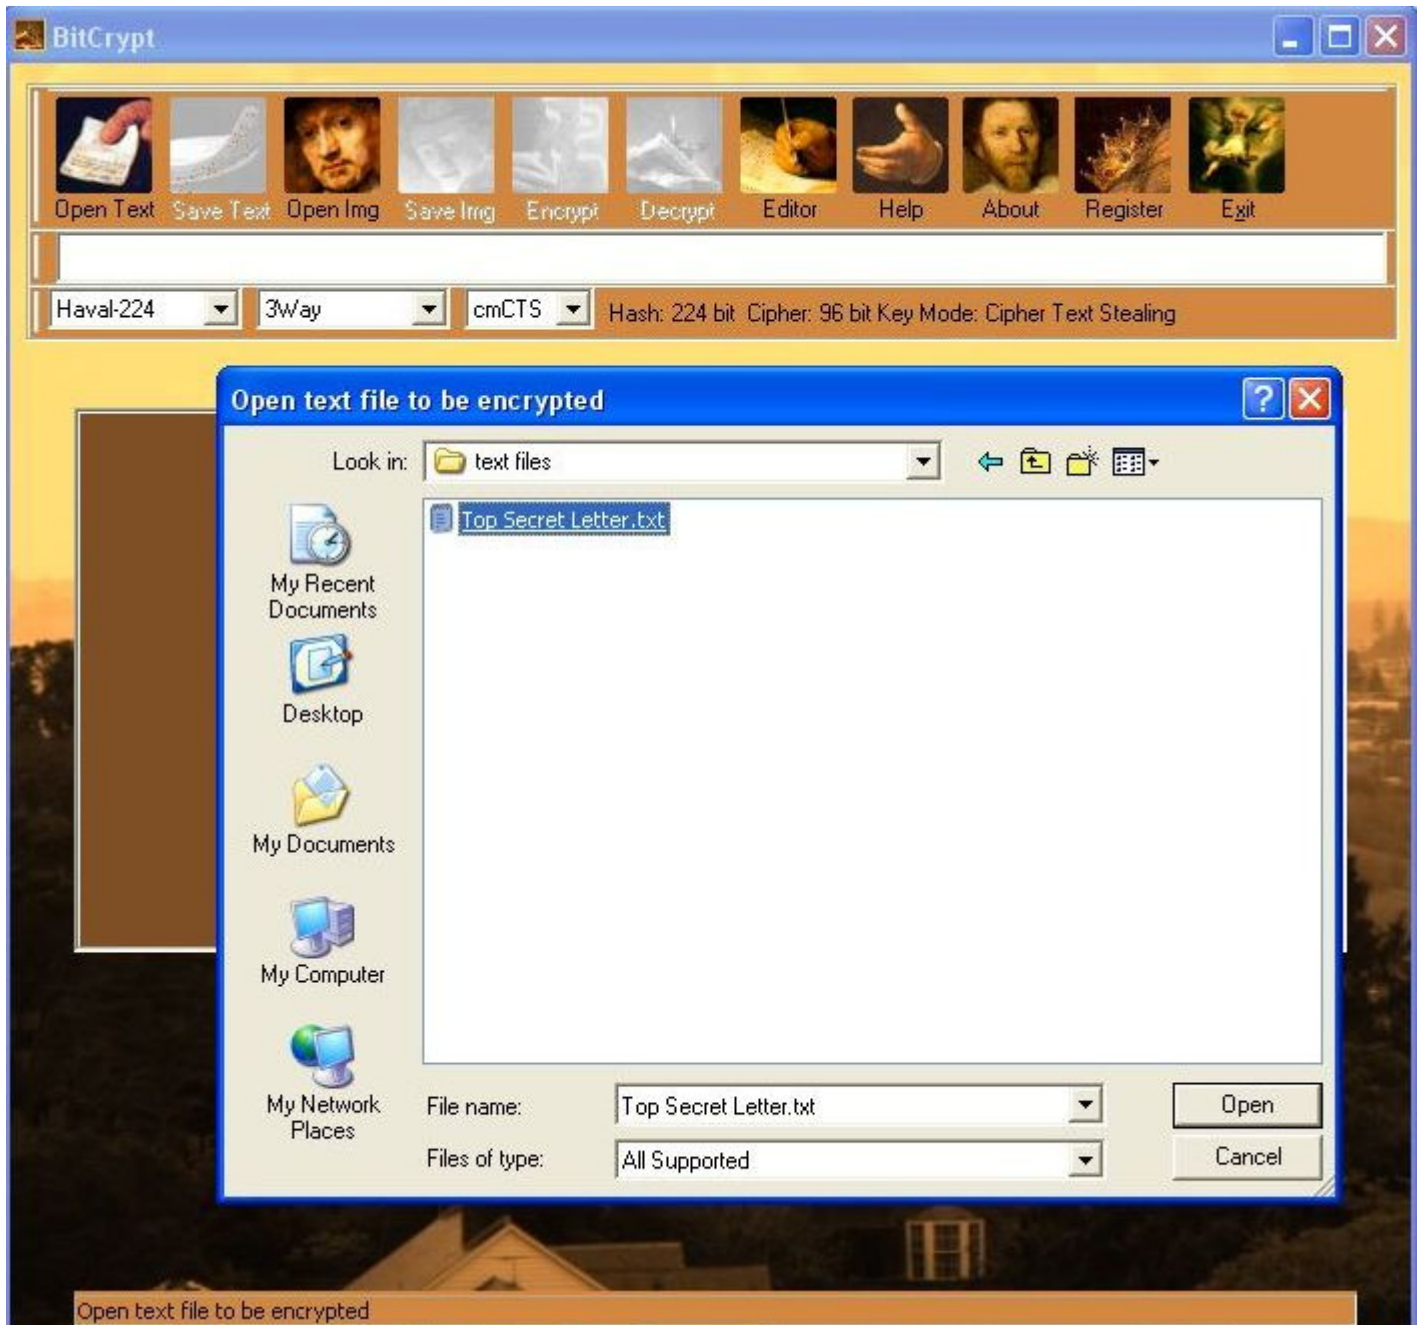 BitCrypt
Open Text Save Text Open Img Save Img Encrypt Decrypt Editor Help About Register Exit
Haval-224 3Way cmCTS Hash: 224 bit Cipher: 96 bit Key Mode: Cipher Text Stealing
Open text file to be encrypted
Look in: text files
Top Secret Letter.txt
My Recent
Documents
Desktop
My Documents
My Computer
My Network
Places
File name: Top Secret Letter.txt Open
Files of type: All Supported Cancel
Open text file to be encrypted